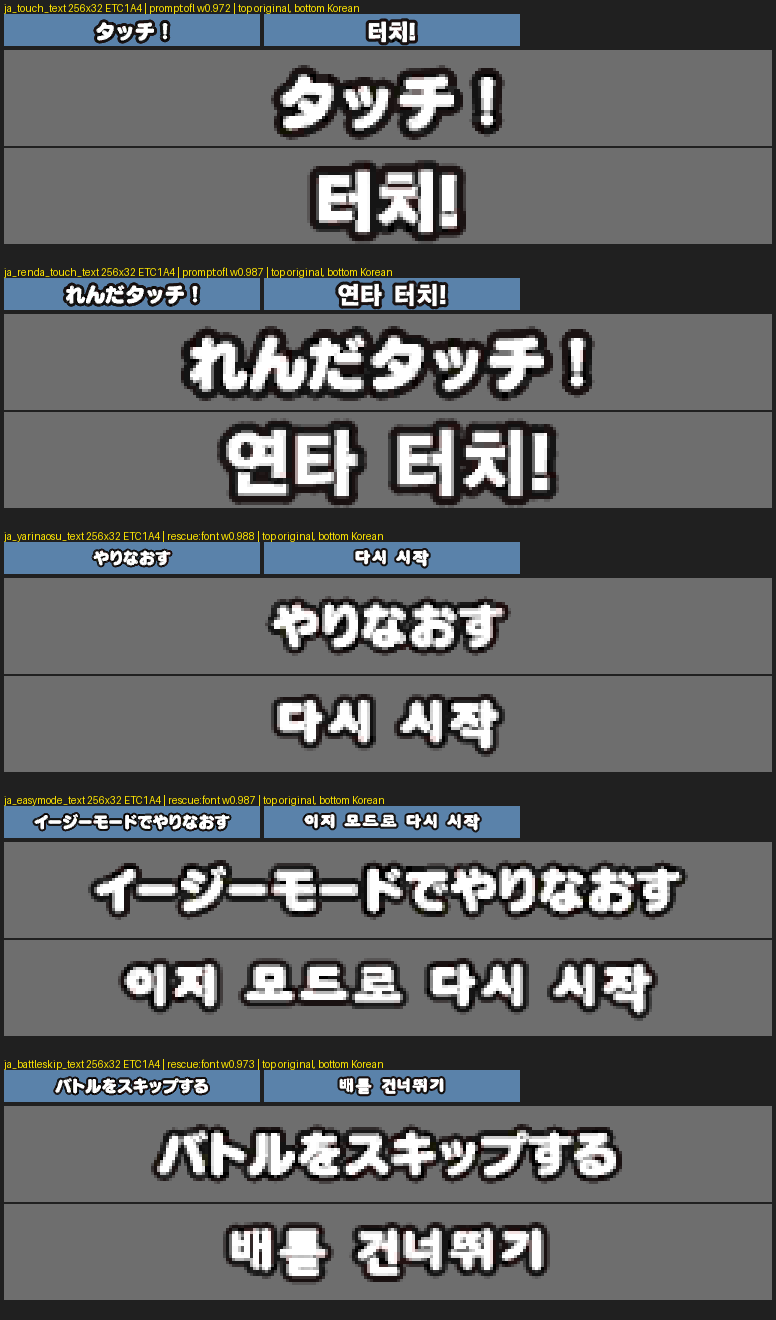 ja_touch_text 256x32 ETC1A4 | prompt:ofl w0.972 | top original, bottom Korean
タッチ！ 터치!
タッチ！
터치!
ja_renda_touch_text 256x32 ETC1A4 | prompt:ofl w0.987 | top original, bottom Korean
れんだタッチ！ 연타 터치!
れんだタッチ！
연타 터치!
ja_yarinaosu_text 256x32 ETC1A4 | rescue:font w0.988 | top original, bottom Korean
やりなおす 다시 시작
やりなおす
다시 시작
ja_easymode_text 256x32 ETC1A4 | rescue:font w0.987 | top original, bottom Korean
イージーモードでやりなおす 이지 모드로 다시 시작
イージーモードでやりなおす
이지 모드로 다시 시작
ja_battleskip_text 256x32 ETC1A4 | rescue:font w0.973 | top original, bottom Korean
バトルをスキップする 배틀 건너뛰기
バトルをスキップする
배틀 건너뛰기